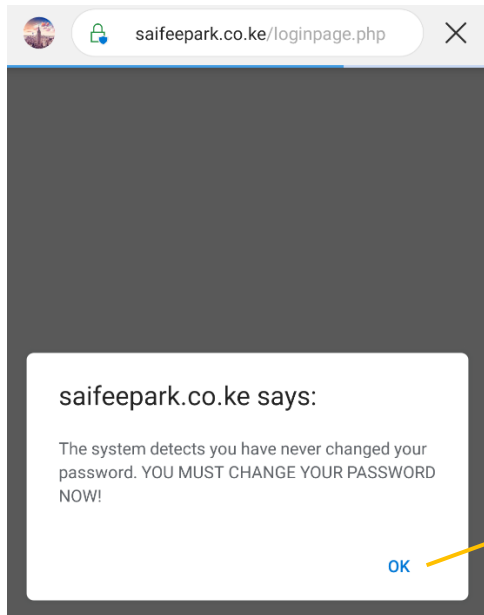 saifeepark.co.ke/loginpage.php
saifeepark.co.ke says:
The system detects you have never changed your
password. YOU MUST CHANGE YOUR PASSWORD
NOW!
OK